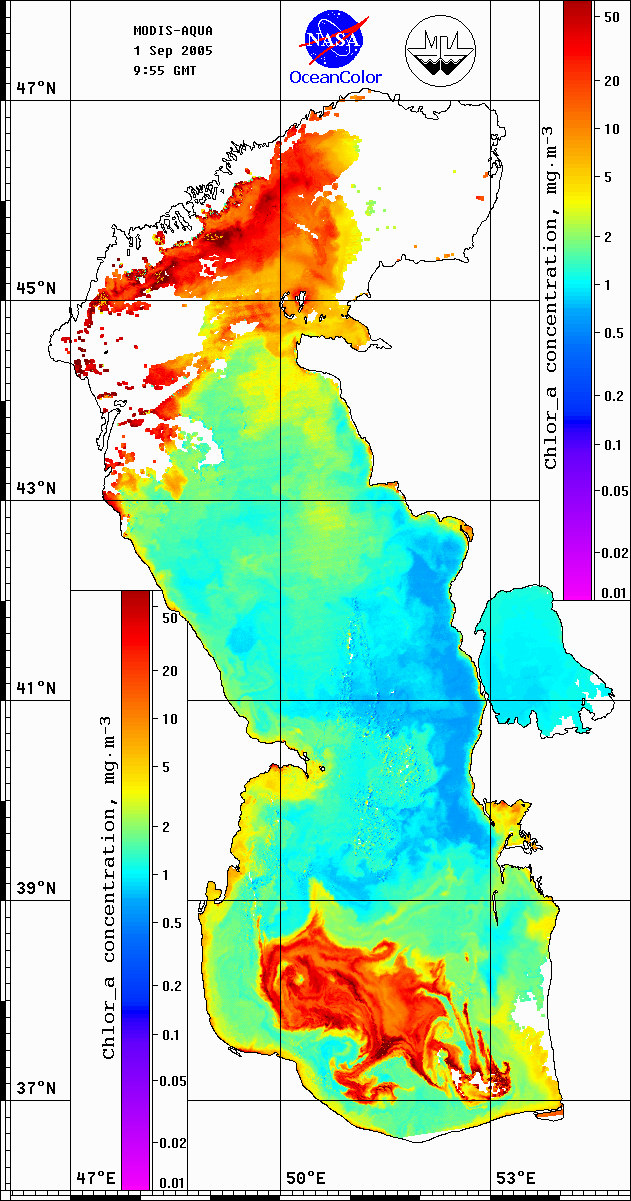 MODIS-AQUA
1 Sep 2005
9:55 GMT
NASA
OceanColor
47°N
45°N
43°N
41°N
39°N
37°N
47°E
50°E
53°E
Chlor_a concentration, mg·m⁻³
50
20
10
5
2
1
0.5
0.2
0.1
0.05
0.02
0.01
Chlor_a concentration, mg·m⁻³
50
20
10
5
2
1
0.5
0.2
0.1
0.05
0.02
0.01